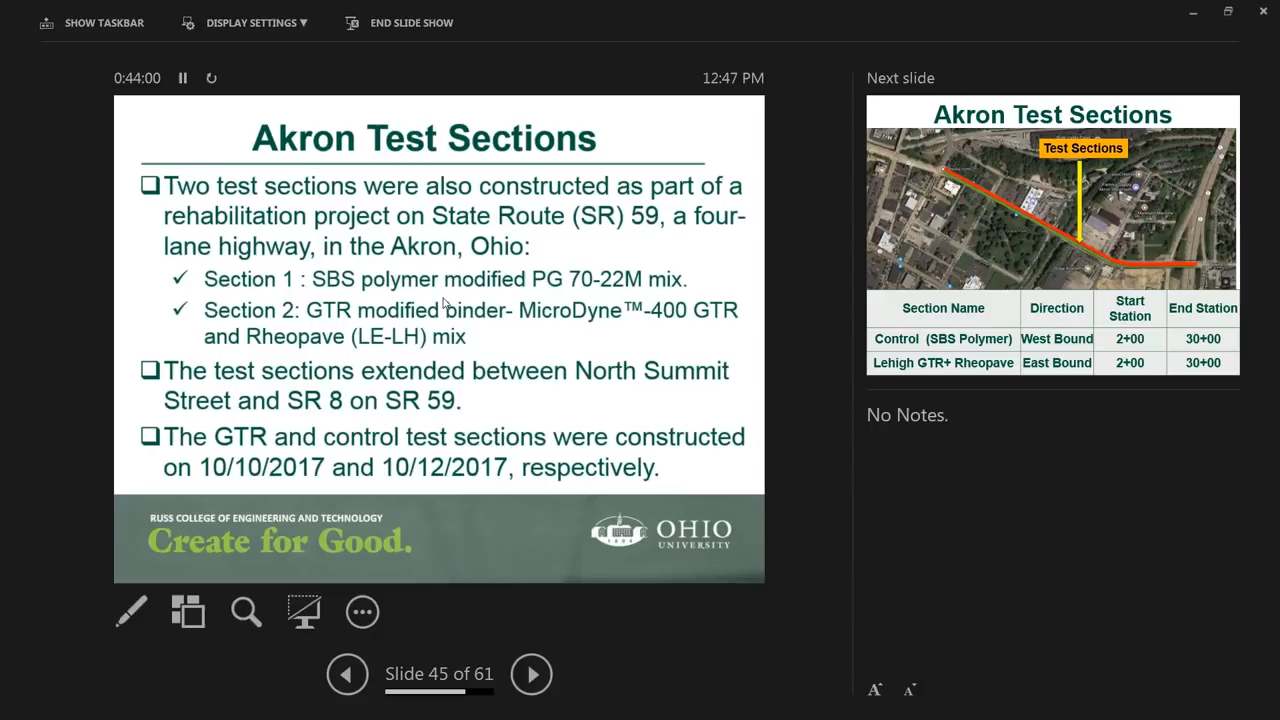 SHOW TASKBAR
DISPLAY SETTINGS ▼
END SLIDE SHOW
0:44:00
12:47 PM
Akron Test Sections
❑Two test sections were also constructed as part of a
rehabilitation project on State Route (SR) 59, a four-
lane highway, in the Akron, Ohio:
✓ Section 1 : SBS polymer modified PG 70-22M mix.
✓ Section 2: GTR modified binder- MicroDyne™-400 GTR
and Rheopave (LE-LH) mix
❑The test sections extended between North Summit
Street and SR 8 on SR 59.
❑The GTR and control test sections were constructed
on 10/10/2017 and 10/12/2017, respectively.
RUSS COLLEGE OF ENGINEERING AND TECHNOLOGY
Create for Good.
OHIO
UNIVERSITY
Slide 45 of 61
Next slide
Akron Test Sections
Test Sections
Section Name Direction Start Station End Station
Control (SBS Polymer) West Bound 2+00 30+00
Lehigh GTR+ Rheopave East Bound 2+00 30+00
No Notes.
A A